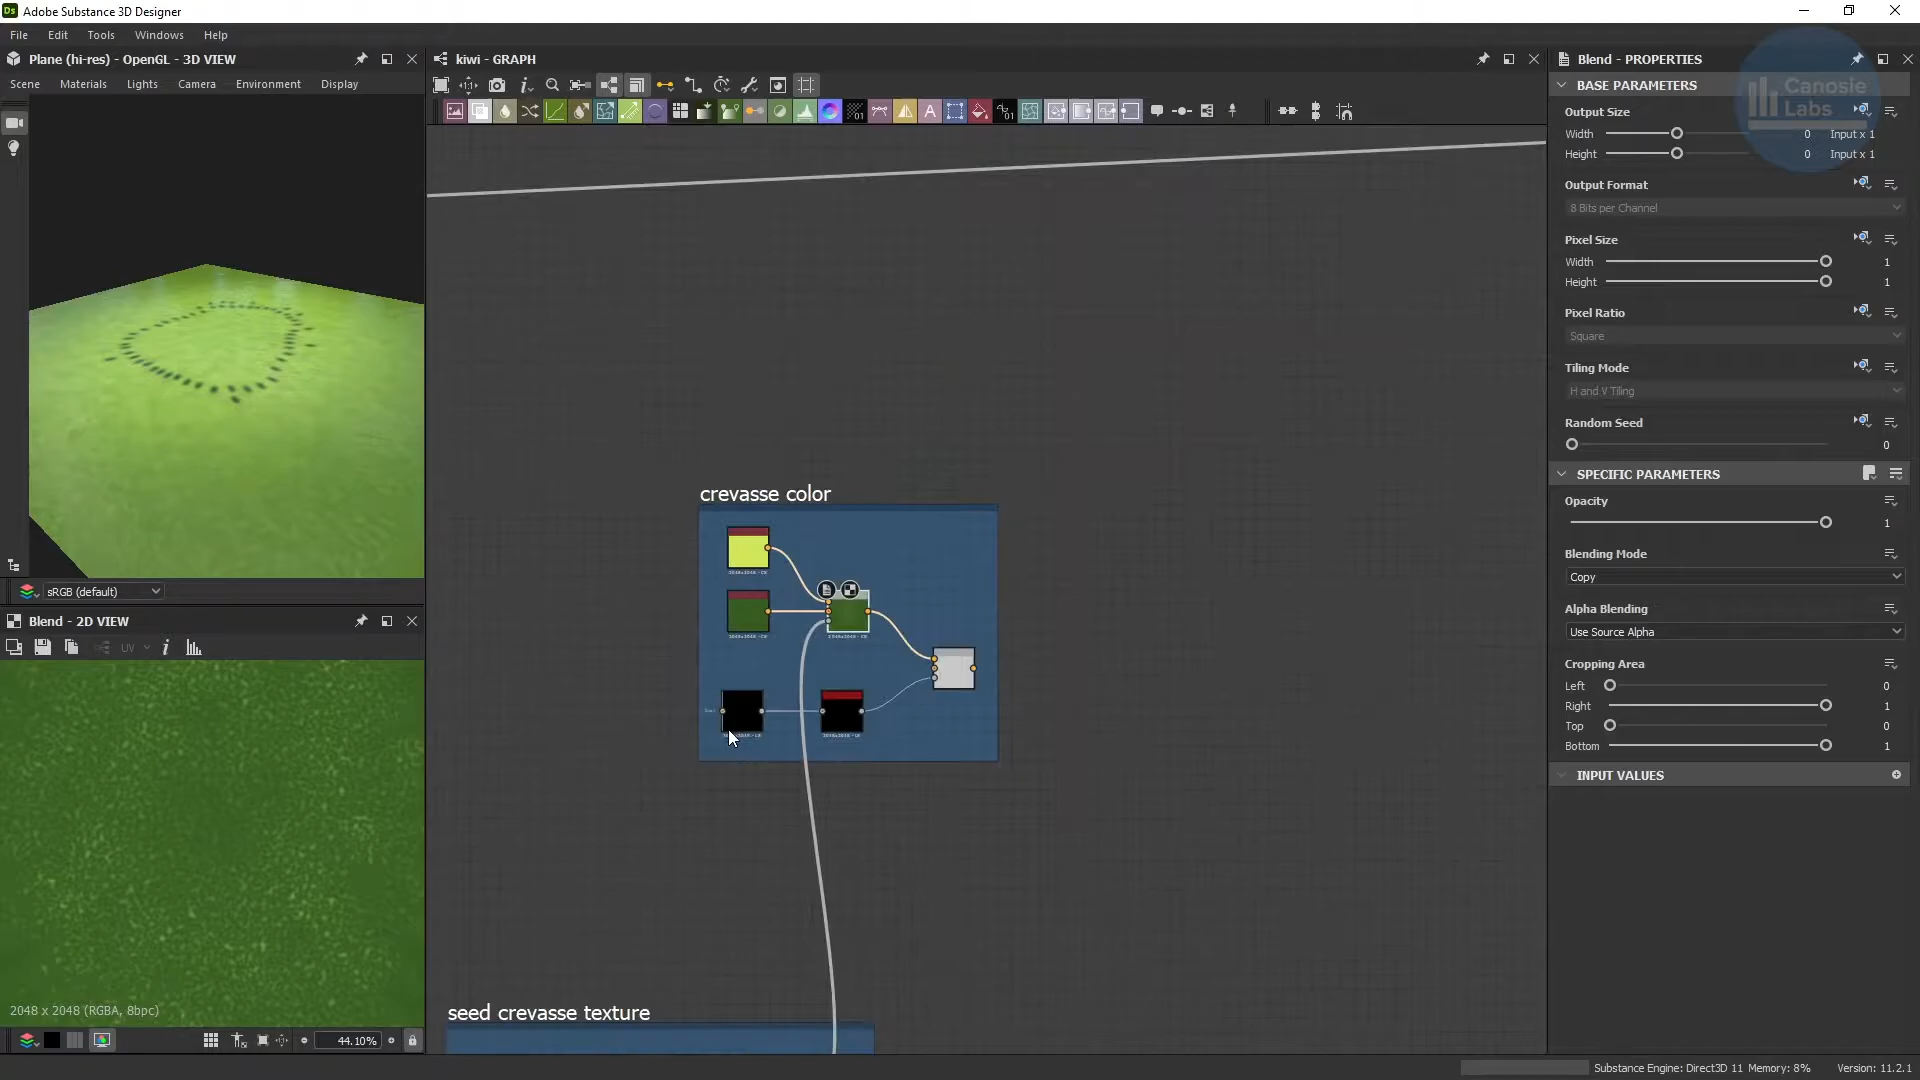 Adobe Substance 3D Designer
File Edit Tools Windows Help
Plane (hi-res) - OpenGL - 3D VIEW
Scene Materials Lights Camera Environment Display
sRGB (default)
Blend - 2D VIEW
UV
2048 x 2048 (RGBA, 8bpc)
44.10%
kiwi - GRAPH
crevasse color
seed crevasse texture
Blend - PROPERTIES
Canosie
Labs
BASE PARAMETERS
Output Size
Width 0 Input x 1
Height 0 Input x 1
Output Format
8 Bits per Channel
Pixel Size
Width 1
Height 1
Pixel Ratio
Square
Tiling Mode
H and V Tiling
Random Seed
0
SPECIFIC PARAMETERS
Opacity
1
Blending Mode
Copy
Alpha Blending
Use Source Alpha
Cropping Area
Left 0
Right 1
Top 0
Bottom 1
INPUT VALUES
Substance Engine: Direct3D 11 Memory: 8% Version: 11.2.1